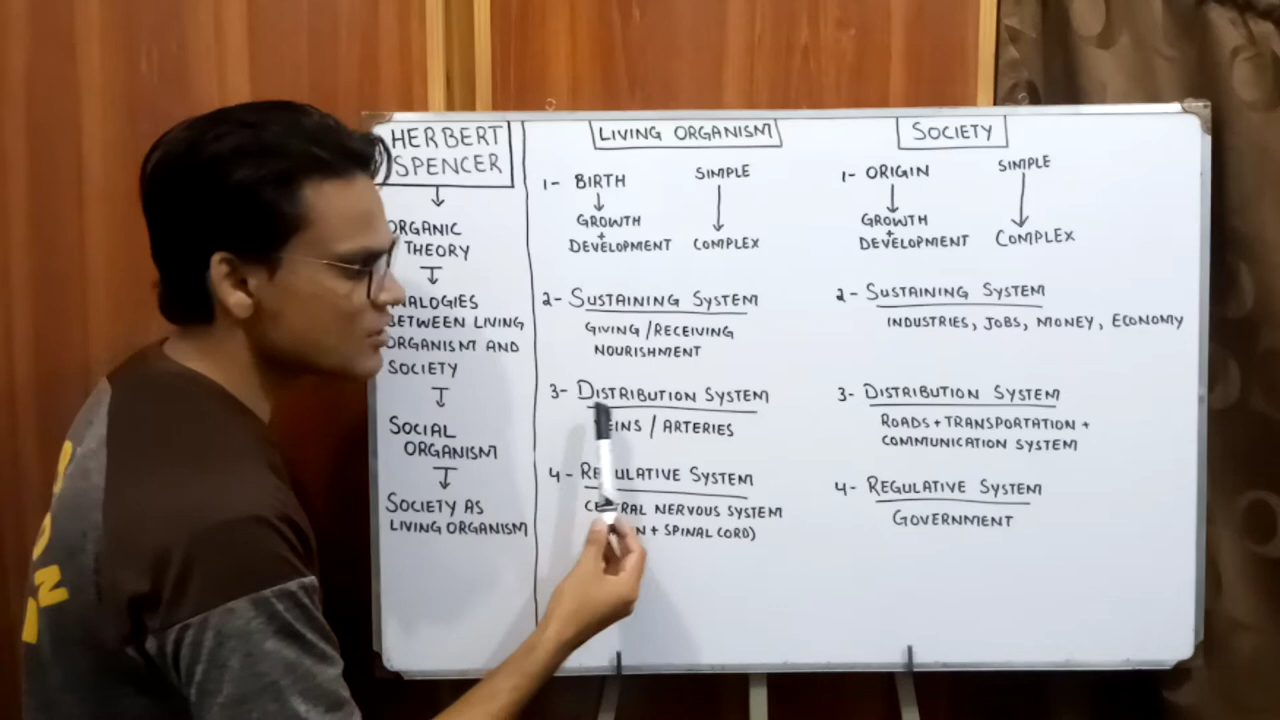 HERBERT
SPENCER
ORGANIC
THEORY
ANALOGIES
BETWEEN LIVING
ORGANISM AND
SOCIETY
SOCIAL
ORGANISM
SOCIETY AS
LIVING ORGANISM
LIVING ORGANISM
1- BIRTH
GROWTH
+
DEVELOPMENT
SIMPLE
COMPLEX
2- SUSTAINING SYSTEM
GIVING / RECEIVING
NOURISHMENT
3- DISTRIBUTION SYSTEM
VEINS / ARTERIES
4- REGULATIVE SYSTEM
CENTRAL NERVOUS SYSTEM
+ SPINAL CORD)
SOCIETY
1- ORIGIN
GROWTH
+
DEVELOPMENT
SIMPLE
COMPLEX
2- SUSTAINING SYSTEM
INDUSTRIES, JOBS, MONEY, ECONOMY
3- DISTRIBUTION SYSTEM
ROADS + TRANSPORTATION +
COMMUNICATION SYSTEM
4- REGULATIVE SYSTEM
GOVERNMENT